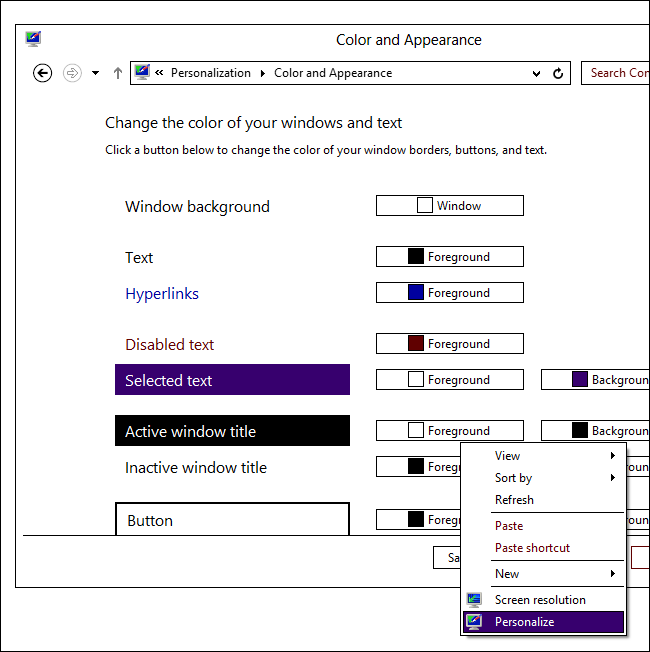 Color and Appearance
« Personalization Color and Appearance
Search Con
Change the color of your windows and text
Click a button below to change the color of your window borders, buttons, and text.
Window background Window
Text Foreground
Hyperlinks Foreground
Disabled text Foreground
Selected text Foreground Backgroun
Active window title Foreground Backgroun
Inactive window title Foreg roun
Button Foreg roun
Sa
View
Sort by
Refresh
Paste
Paste shortcut
New
Screen resolution
Personalize